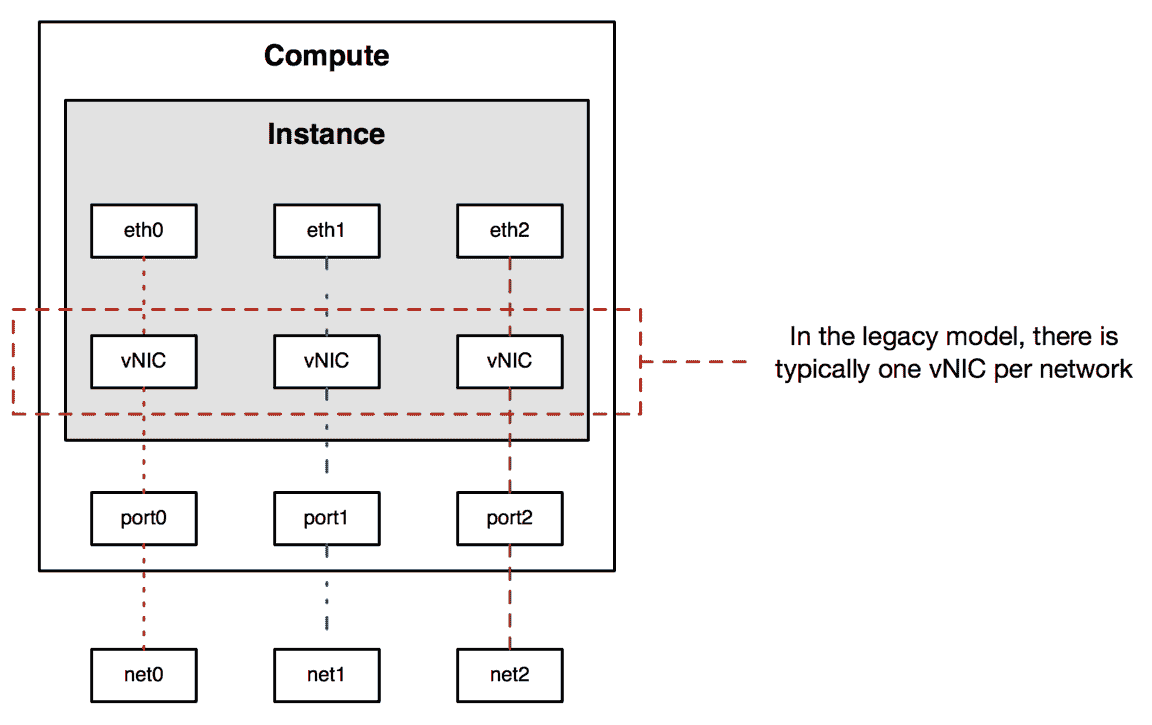 Compute
Instance
eth0
eth1
eth2
vNIC
vNIC
vNIC
In the legacy model, there is
typically one vNIC per network
port0
port1
port2
net0
net1
net2